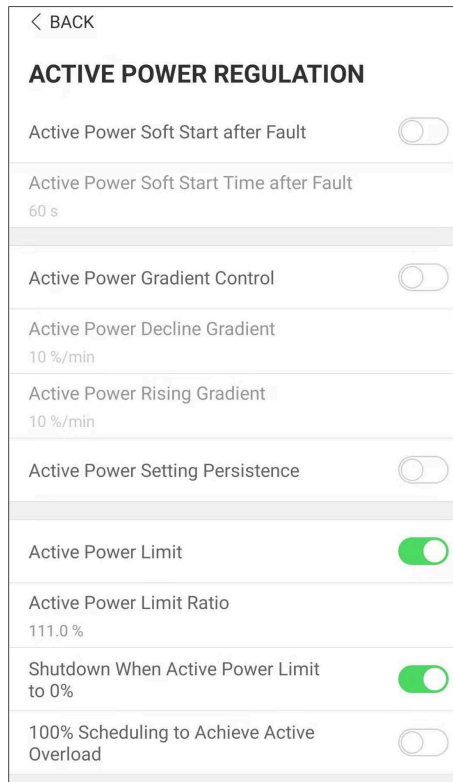 < BACK
ACTIVE POWER REGULATION
Active Power Soft Start after Fault
Active Power Soft Start Time after Fault
60 s
Active Power Gradient Control
Active Power Decline Gradient
10 %/min
Active Power Rising Gradient
10 %/min
Active Power Setting Persistence
Active Power Limit
Active Power Limit Ratio
111.0 %
Shutdown When Active Power Limit
to 0%
100% Scheduling to Achieve Active
Overload